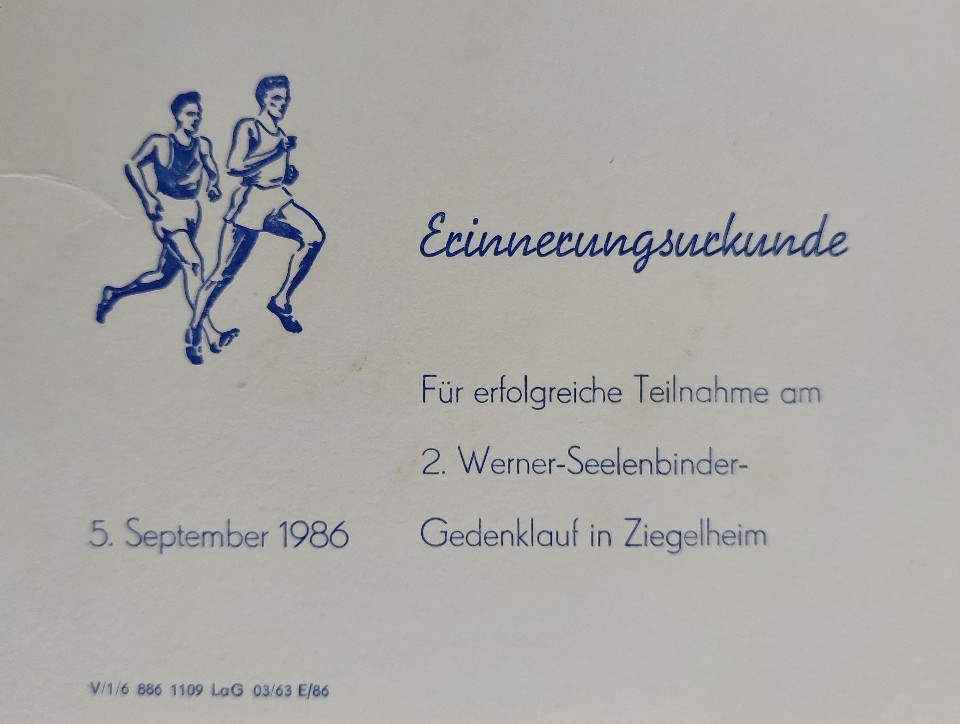 Erinnerungsurkunde
Für erfolgreiche Teilnahme am
2. Werner-Seelenbinder-
5. September 1986 Gedenklauf in Ziegelheim
V/1/6 886 1109 LaG 03/63 E/86